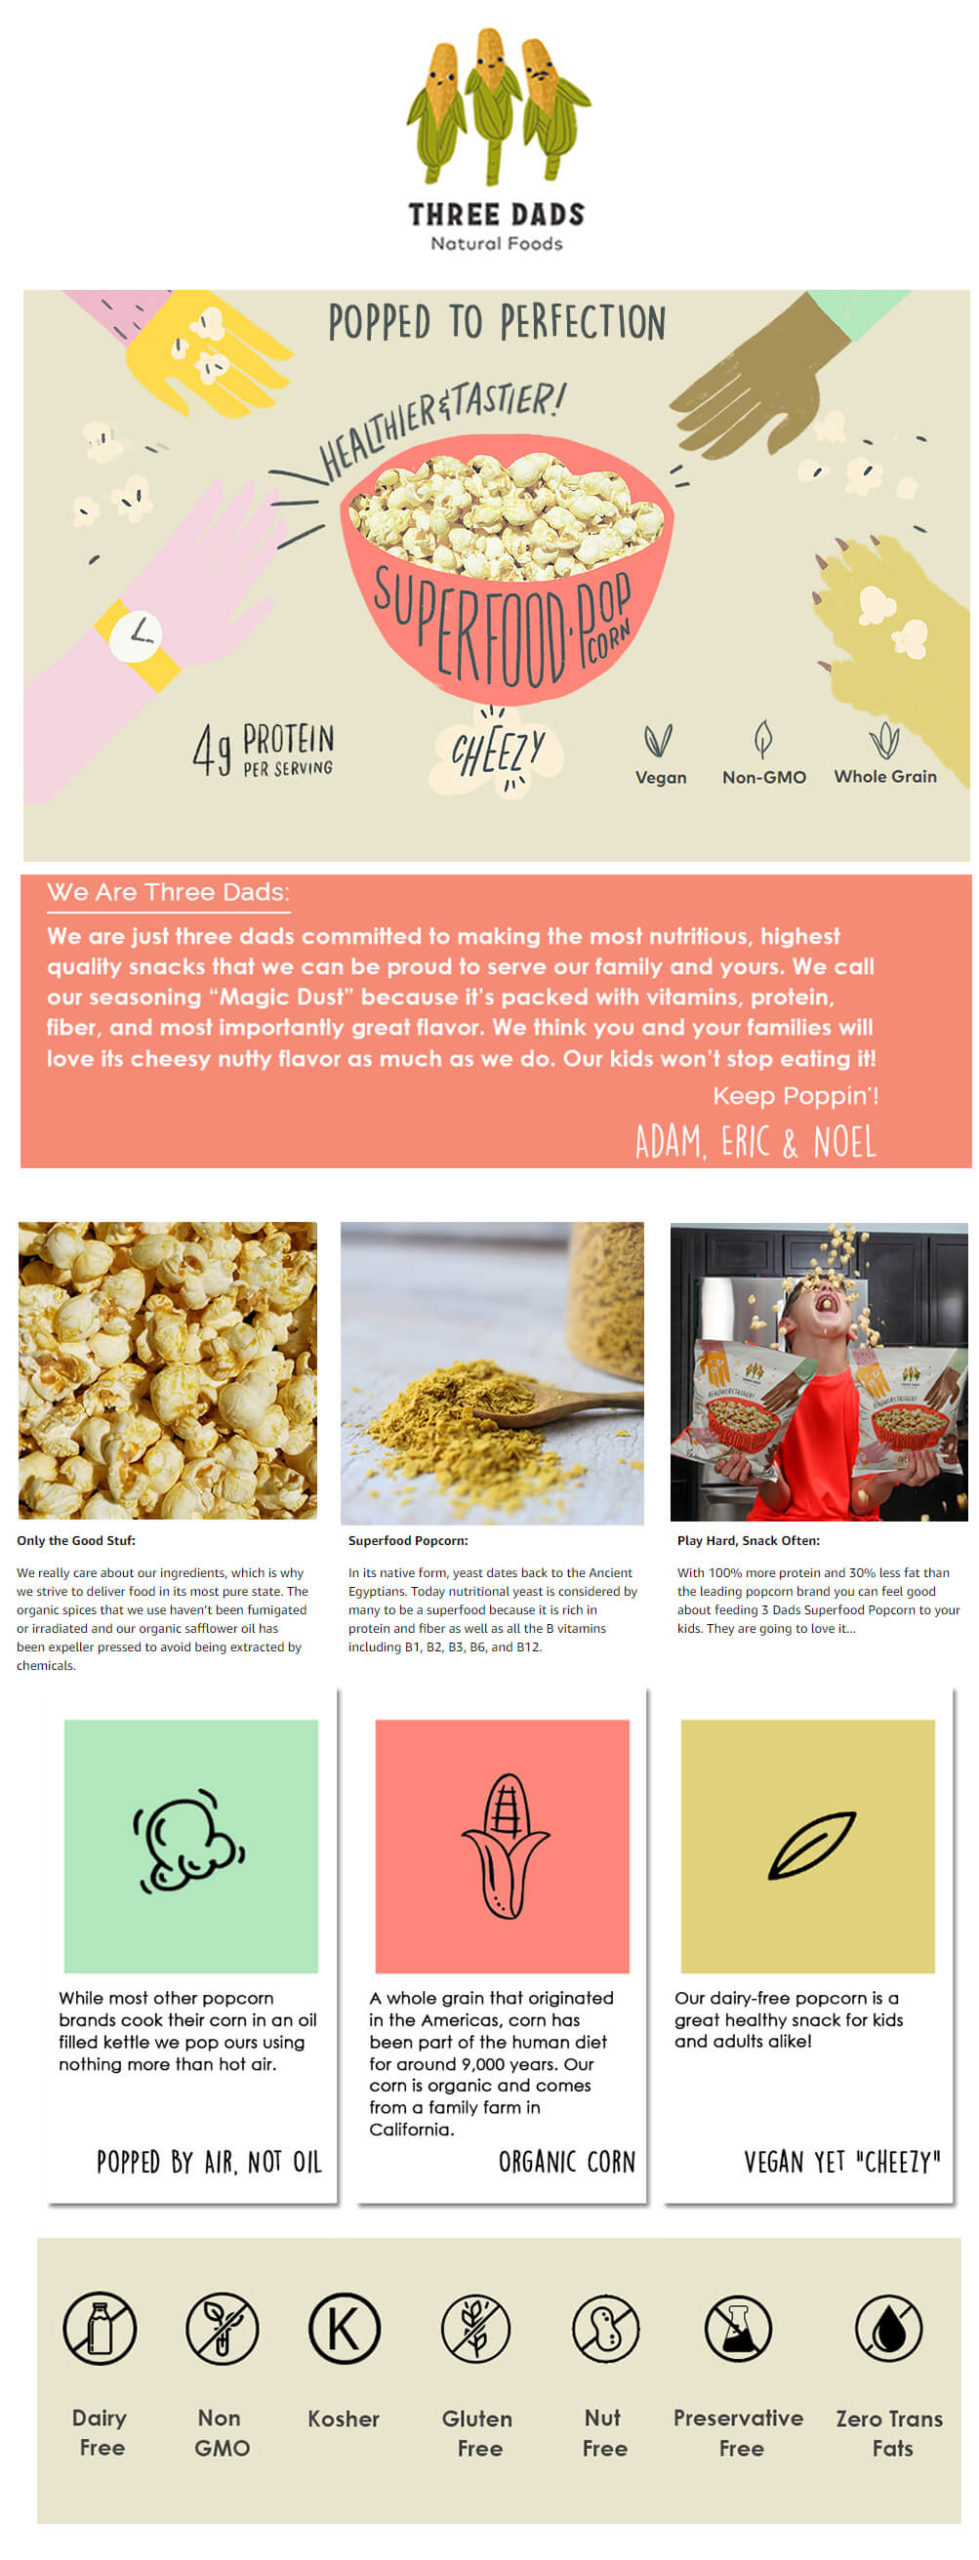 THREE DADS
Natural Foods
POPPED TO PERFECTION
HEALTHIER & TASTIER!
SUPERFOOD·POP
CORN
4g PROTEIN
PER SERVING
CHEEZY
Vegan Non-GMO Whole Grain
We Are Three Dads:
We are just three dads committed to making the most nutritious, highest
quality snacks that we can be proud to serve our family and yours. We call
our seasoning “Magic Dust” because it’s packed with vitamins, protein,
fiber, and most importantly great flavor. We think you and your families will
love its cheesy nutty flavor as much as we do. Our kids won’t stop eating it!
Keep Poppin'!
ADAM, ERIC & NOEL
Only the Good Stuf:
We really care about our ingredients, which is why
we strive to deliver food in its most pure state. The
organic spices that we use haven't been fumigated
or irradiated and our organic safflower oil has
been expeller pressed to avoid being extracted by
chemicals.
Superfood Popcorn:
In its native form, yeast dates back to the Ancient
Egyptians. Today nutritional yeast is considered by
many to be a superfood because it is rich in
protein and fiber as well as all the B vitamins
including B1, B2, B3, B6, and B12.
Play Hard, Snack Often:
With 100% more protein and 30% less fat than
the leading popcorn brand you can feel good
about feeding 3 Dads Superfood Popcorn to your
kids. They are going to love it...
While most other popcorn
brands cook their corn in an oil
filled kettle we pop ours using
nothing more than hot air.
POPPED BY AIR, NOT OIL
A whole grain that originated
in the Americas, corn has
been part of the human diet
for around 9,000 years. Our
corn is organic and comes
from a family farm in
California.
ORGANIC CORN
Our dairy-free popcorn is a
great healthy snack for kids
and adults alike!
VEGAN YET "CHEEZY"
K
Dairy
Free
Non
GMO
Kosher
Gluten
Free
Nut
Free
Preservative
Free
Zero Trans
Fats